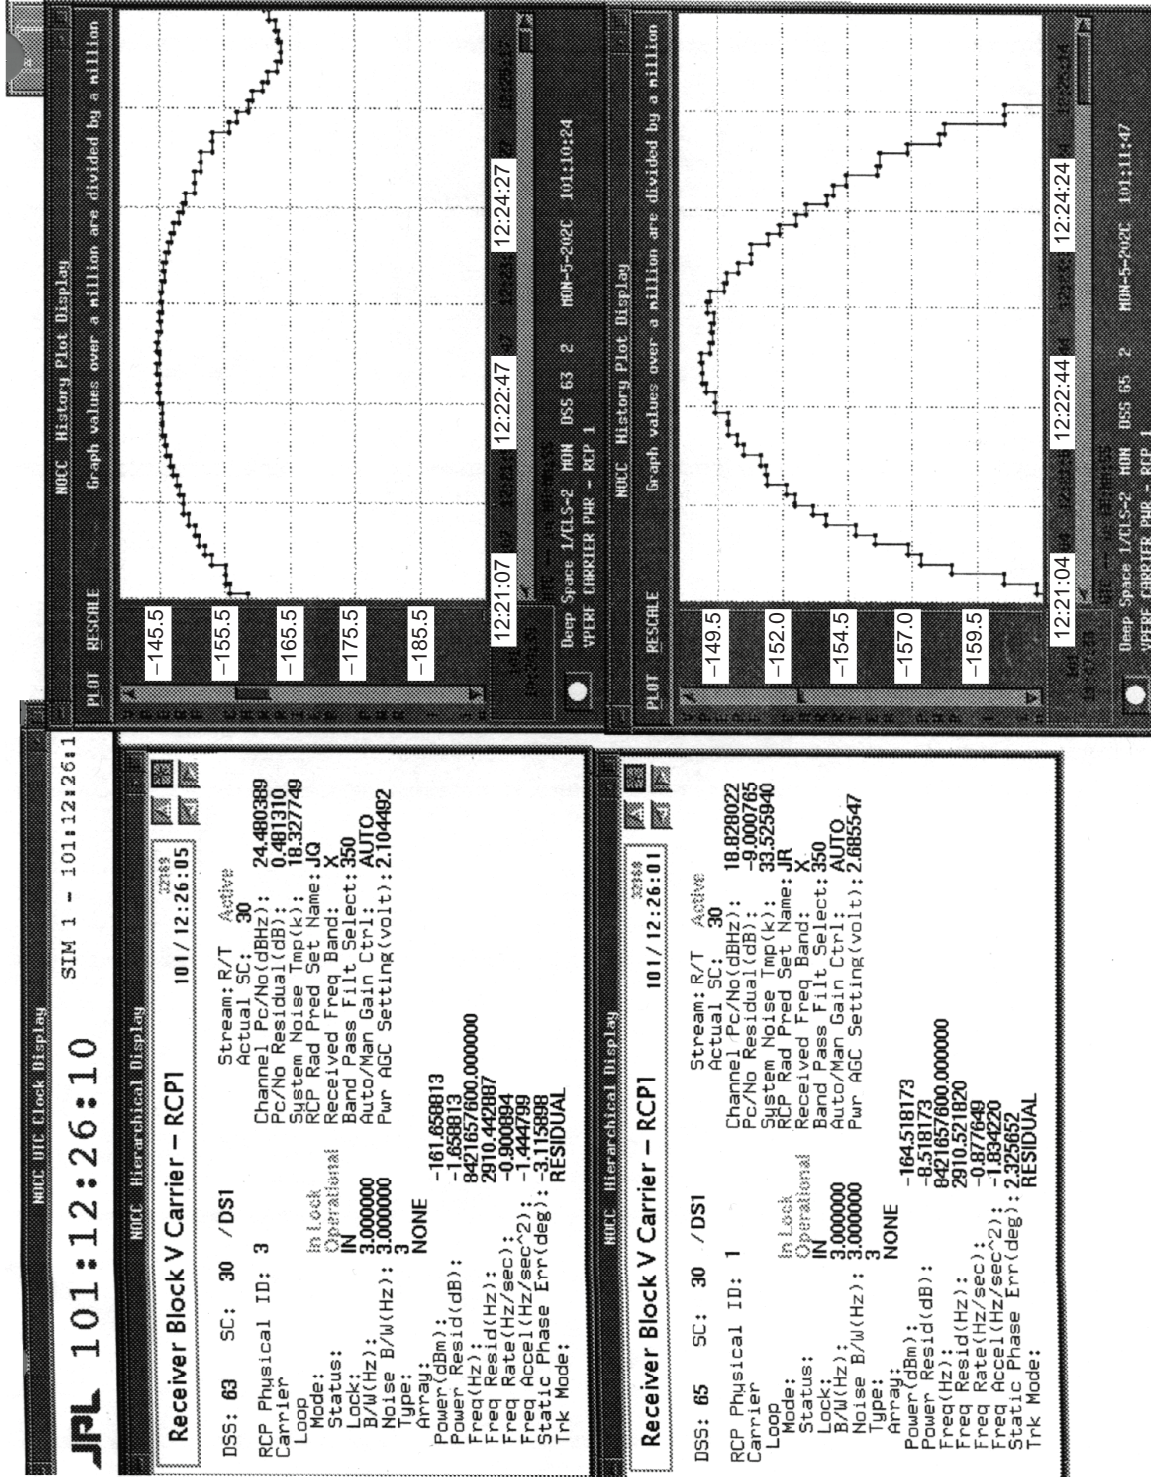 NOCC UTC Clock Display
JPL 101:12:26:10 SIM 1 - 101:12:26:1
NOCC Hierarchical Display
Receiver Block V Carrier – RCP1 101/12:26:05
DSS: 63 SC: 30 /DS1 Stream: R/T Active
Actual SC: 30
RCP Physical ID: 3
Carrier
Loop
Mode: In Lock
Status: Operational
Lock: IN
B/W(Hz): 3.000000
Noise B/W(Hz): 3.000000
Type: 3
Array: NONE
Channel Pc/No(dBHz): 24.480389
Pc/No Residual(dB): 0.481310
System Noise Tmp(k): 18.327749
RCP Rad Pred Set Name: JQ
Received Freq Band: X
Band Pass Filt Select: 350
Auto/Man Gain Ctrl: AUTO
Pwr AGC Setting(volt): 2.104492
Power(dBm): -161.658813
Power Resid(dB): -1.658813
Freq(Hz): 8421657600.000000
Freq Resid(Hz): 2910.442887
Freq Rate(Hz/sec): -0.900894
Freq Accel(Hz/sec^2): -1.444799
Static Phase Err(deg): -3.115898
Trk Mode: RESIDUAL
NOCC Hierarchical Display
Receiver Block V Carrier – RCP1 101/12:26:01
DSS: 65 SC: 30 /DS1 Stream: R/T Active
Actual SC: 30
RCP Physical ID: 1
Carrier
Loop
Mode: In Lock
Status: Operational
Lock: IN
B/W(Hz): 3.000000
Noise B/W(Hz): 3.000000
Type: 3
Array: NONE
Channel Pc/No(dBHz): 18.828022
Pc/No Residual(dB): -9.000765
System Noise Tmp(k): 33.525940
RCP Rad Pred Set Name: JR
Received Freq Band: X
Band Pass Filt Select: 350
Auto/Man Gain Ctrl: AUTO
Pwr AGC Setting(volt): 2.685547
Power(dBm): -164.518173
Power Resid(dB): -8.518173
Freq(Hz): 8421657600.000000
Freq Resid(Hz): 2910.521820
Freq Rate(Hz/sec): -0.877649
Freq Accel(Hz/sec^2): -1.834220
Static Phase Err(deg): 2.325652
Trk Mode: RESIDUAL
NOCC History Plot Display
PLOT RESCALE Graph values over a million are divided by a million
–145.5
–155.5
–165.5
–175.5
–185.5
12:21:07 12:22:47 12:24:27
Deep Space 1/CLS-2 MON DSS 63 2 MON-5-202C 101:10:24
VPERF CARRIER PWR - RCP 1
NOCC History Plot Display
PLOT RESCALE Graph values over a million are divided by a million
–149.5
–152.0
–154.5
–157.0
–159.5
12:21:04 12:22:44 12:24:24
Deep Space 1/CLS-2 MON DSS 65 2 MON-5-202C 101:11:47
VPERF CARRIER PWR - RCP 1